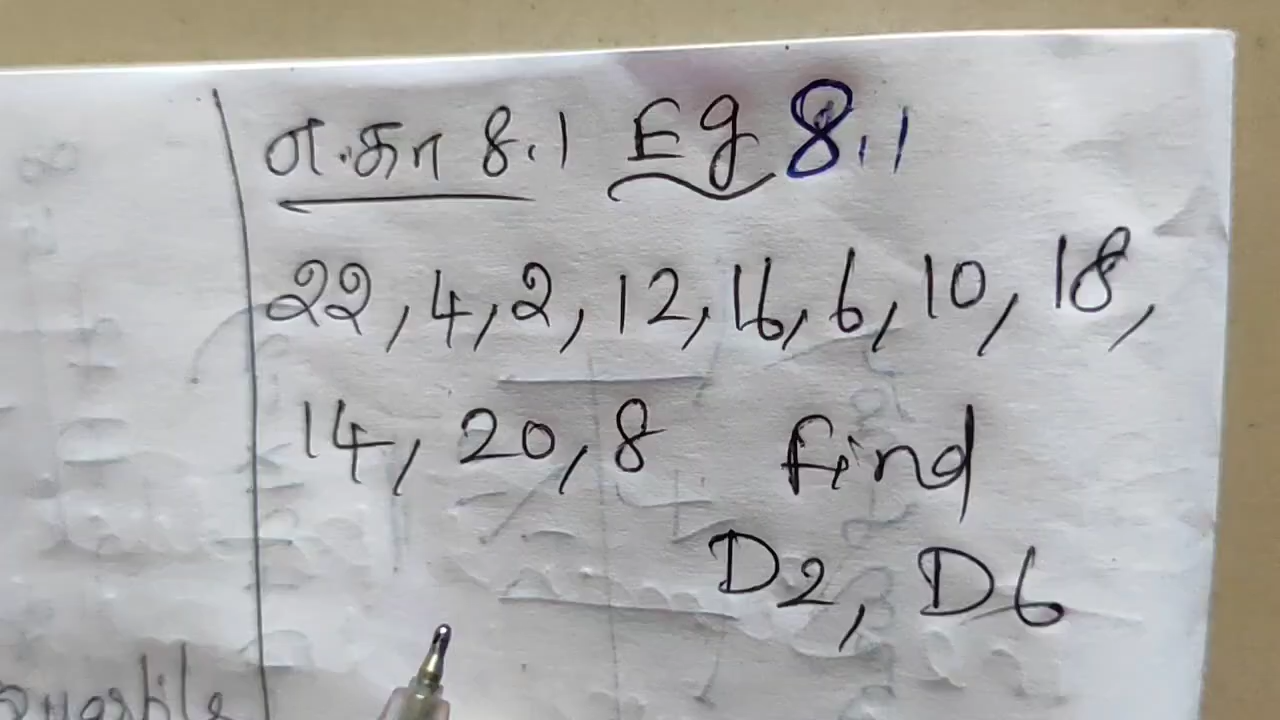 எ.கா 8.1 Eg 8.1
22, 4, 2, 12, 16, 6, 10, 18,
14, 20, 8 find
D2, D6
Quartile